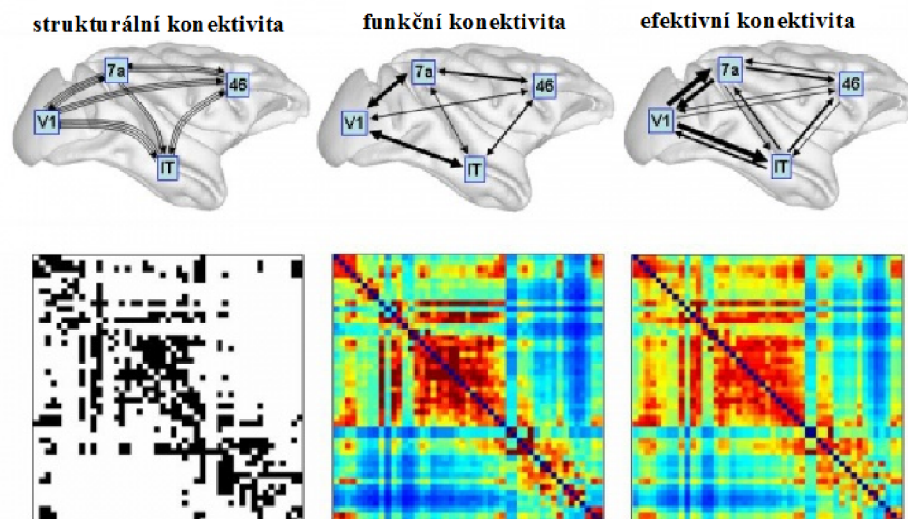 strukturální konektivita
funkční konektivita
efektivní konektivita
7a
46
V1
IT
7a
46
V1
IT
7a
46
V1
IT